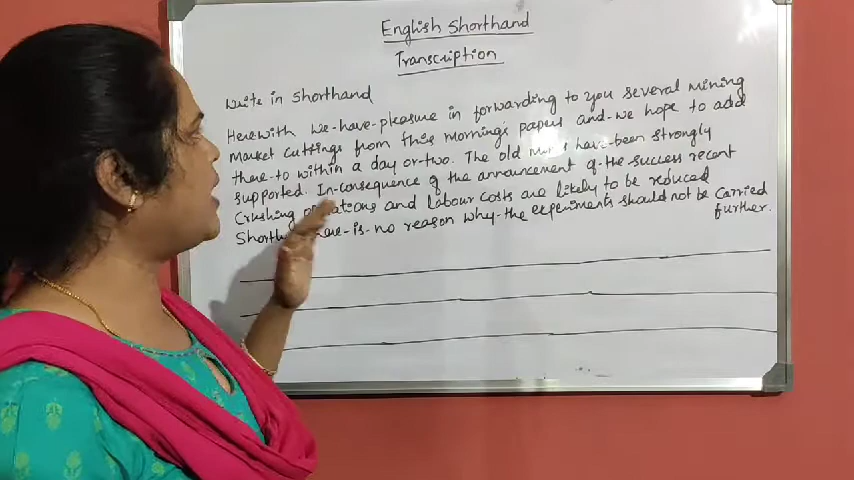 English Shorthand
Transcription
Write in Shorthand
Herewith we-have-pleasure in forwarding to you several mining
market cuttings from this morning's papers and-we hope to add
there-to within a day or-two. The old have-been strongly
supported. In-consequence of the announcement of-the success recent
Crushing and labour costs are likely to be reduced
-is-no reason why-the experiments should not be carried
further.